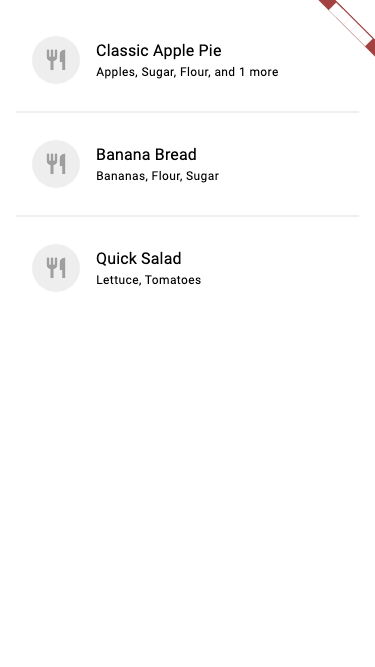 Classic Apple Pie
Apples, Sugar, Flour, and 1 more
Banana Bread
Bananas, Flour, Sugar
Quick Salad
Lettuce, Tomatoes